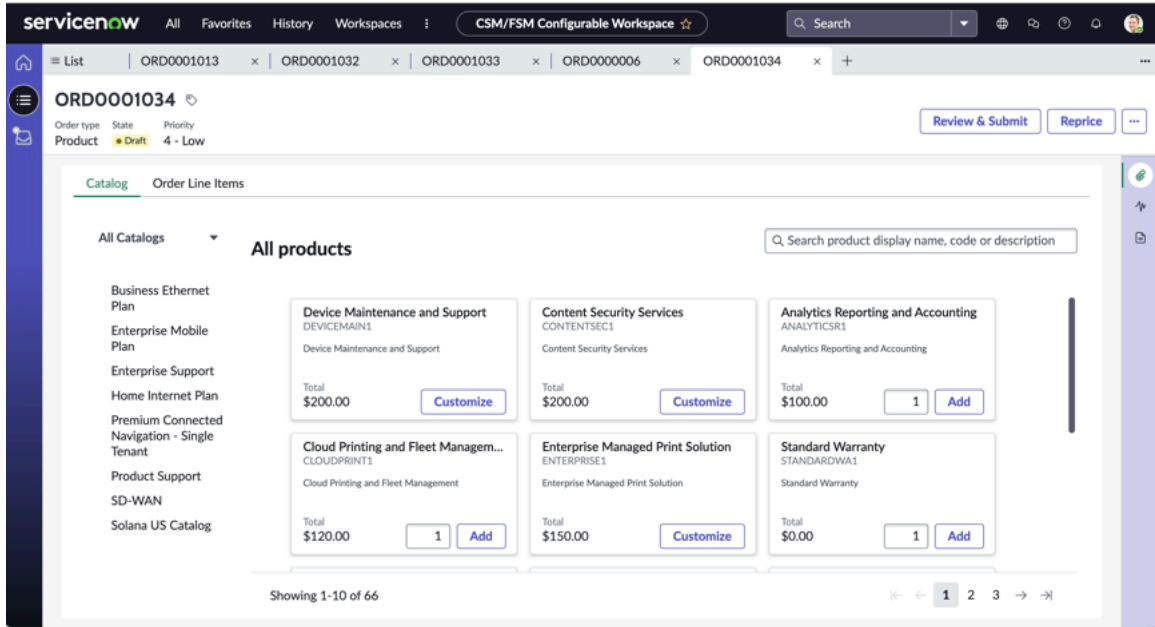 servicenow All Favorites History Workspaces CSM/FSM Configurable Workspace Search
List ORD0001013 ORD0001032 ORD0001033 ORD0000006 ORD0001034
ORD0001034
Order type State Priority
Product Draft 4 - Low
Review & Submit Reprice
Catalog Order Line Items
All Catalogs
Business Ethernet
Plan
Enterprise Mobile
Plan
Enterprise Support
Home Internet Plan
Premium Connected
Navigation - Single
Tenant
Product Support
SD-WAN
Solana US Catalog
All products
Search product display name, code or description
Device Maintenance and Support
DEVICEMAIN1
Device Maintenance and Support
Total
$200.00 Customize
Content Security Services
CONTENTSEC1
Content Security Services
Total
$200.00 Customize
Analytics Reporting and Accounting
ANALYTICSR1
Analytics Reporting and Accounting
Total
$100.00 1 Add
Cloud Printing and Fleet Managem...
CLOUDPRINT1
Cloud Printing and Fleet Management
Total
$120.00 1 Add
Enterprise Managed Print Solution
ENTERPRISE1
Enterprise Managed Print Solution
Total
$150.00 Customize
Standard Warranty
STANDARDWA1
Standard Warranty
Total
$0.00 1 Add
Showing 1-10 of 66
1 2 3